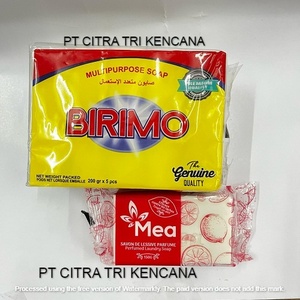 PT CITRA TRI KENCANA
MULTIPURPOSE SOAP
صابون متعدد الإستعمال
BIRIMO
The
Genuine
QUALITY
NET WEIGHT PACKED
250 gr x 5 pcs
Mea
SAVON DE LESSIVE PARFUME
Perfumed Laundry Soap
PT CITRA TRI KENCANA
Processed using the free version of Watermarkly. The paid version does not add this mark.